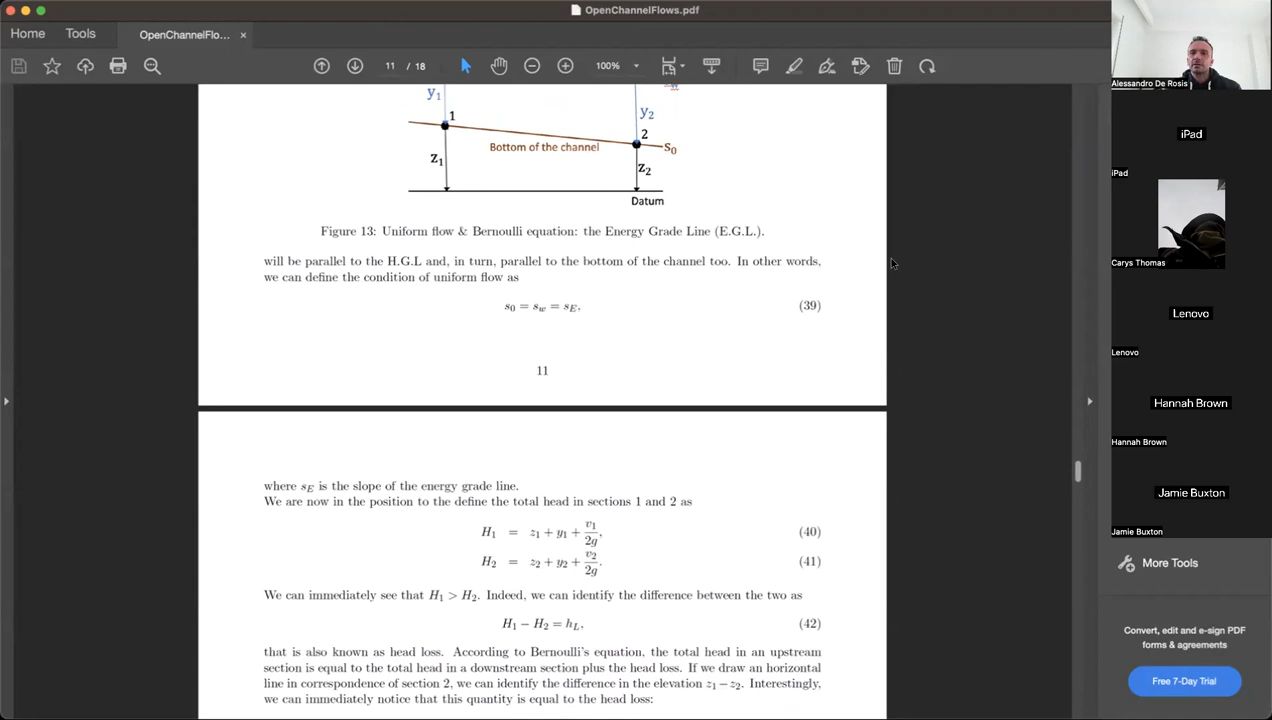 OpenChannelFlows.pdf
Home Tools OpenChannelFlo... ×
11 / 18 100%
y₁ y₂
1
2
Bottom of the channel s₀
z₁ z₂
Datum
Figure 13: Uniform flow & Bernoulli equation: the Energy Grade Line (E.G.L.).
will be parallel to the H.G.L and, in turn, parallel to the bottom of the channel too. In other words,
we can define the condition of uniform flow as
s₀ = s_w = s_E, (39)
11
where s_E is the slope of the energy grade line.
We are now in the position to the define the total head in sections 1 and 2 as
H₁ = z₁ + y₁ + v₁/2g, (40)
H₂ = z₂ + y₂ + v₂/2g. (41)
We can immediately see that H₁ > H₂. Indeed, we can identify the difference between the two as
H₁ − H₂ = h_L, (42)
that is also known as head loss. According to Bernoulli's equation, the total head in an upstream
section is equal to the total head in a downstream section plus the head loss. If we draw an horizontal
line in correspondence of section 2, we can identify the difference in the elevation z₁ − z₂. Interestingly,
we can immediately notice that this quantity is equal to the head loss:
Alessandro De Rosis
iPad
iPad
Carys Thomas
Lenovo
Lenovo
Hannah Brown
Hannah Brown
Jamie Buxton
Jamie Buxton
More Tools
Convert, edit and e-sign PDF
forms & agreements
Free 7-Day Trial